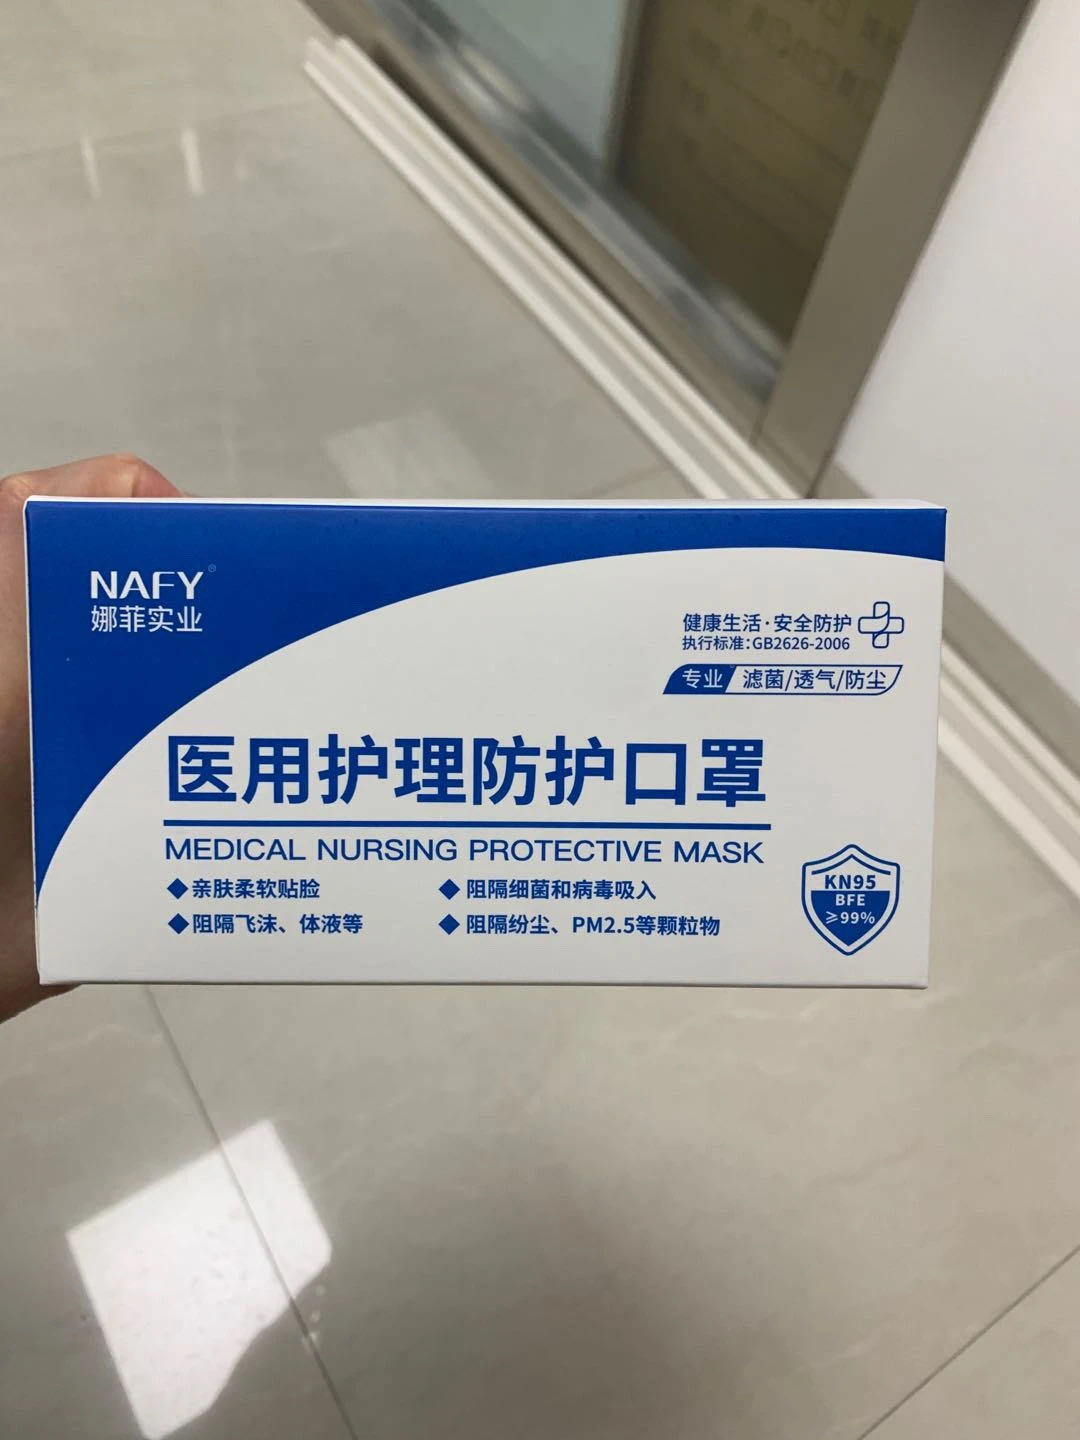 NAFY®
娜菲实业
健康生活·安全防护
执行标准:GB2626-2006
专业 滤菌/透气/防尘
医用护理防护口罩
MEDICAL NURSING PROTECTIVE MASK
◆亲肤柔软贴脸 ◆阻隔细菌和病毒吸入
◆阻隔飞沫、体液等 ◆阻隔纷尘、PM2.5等颗粒物
KN95
BFE
≥99%